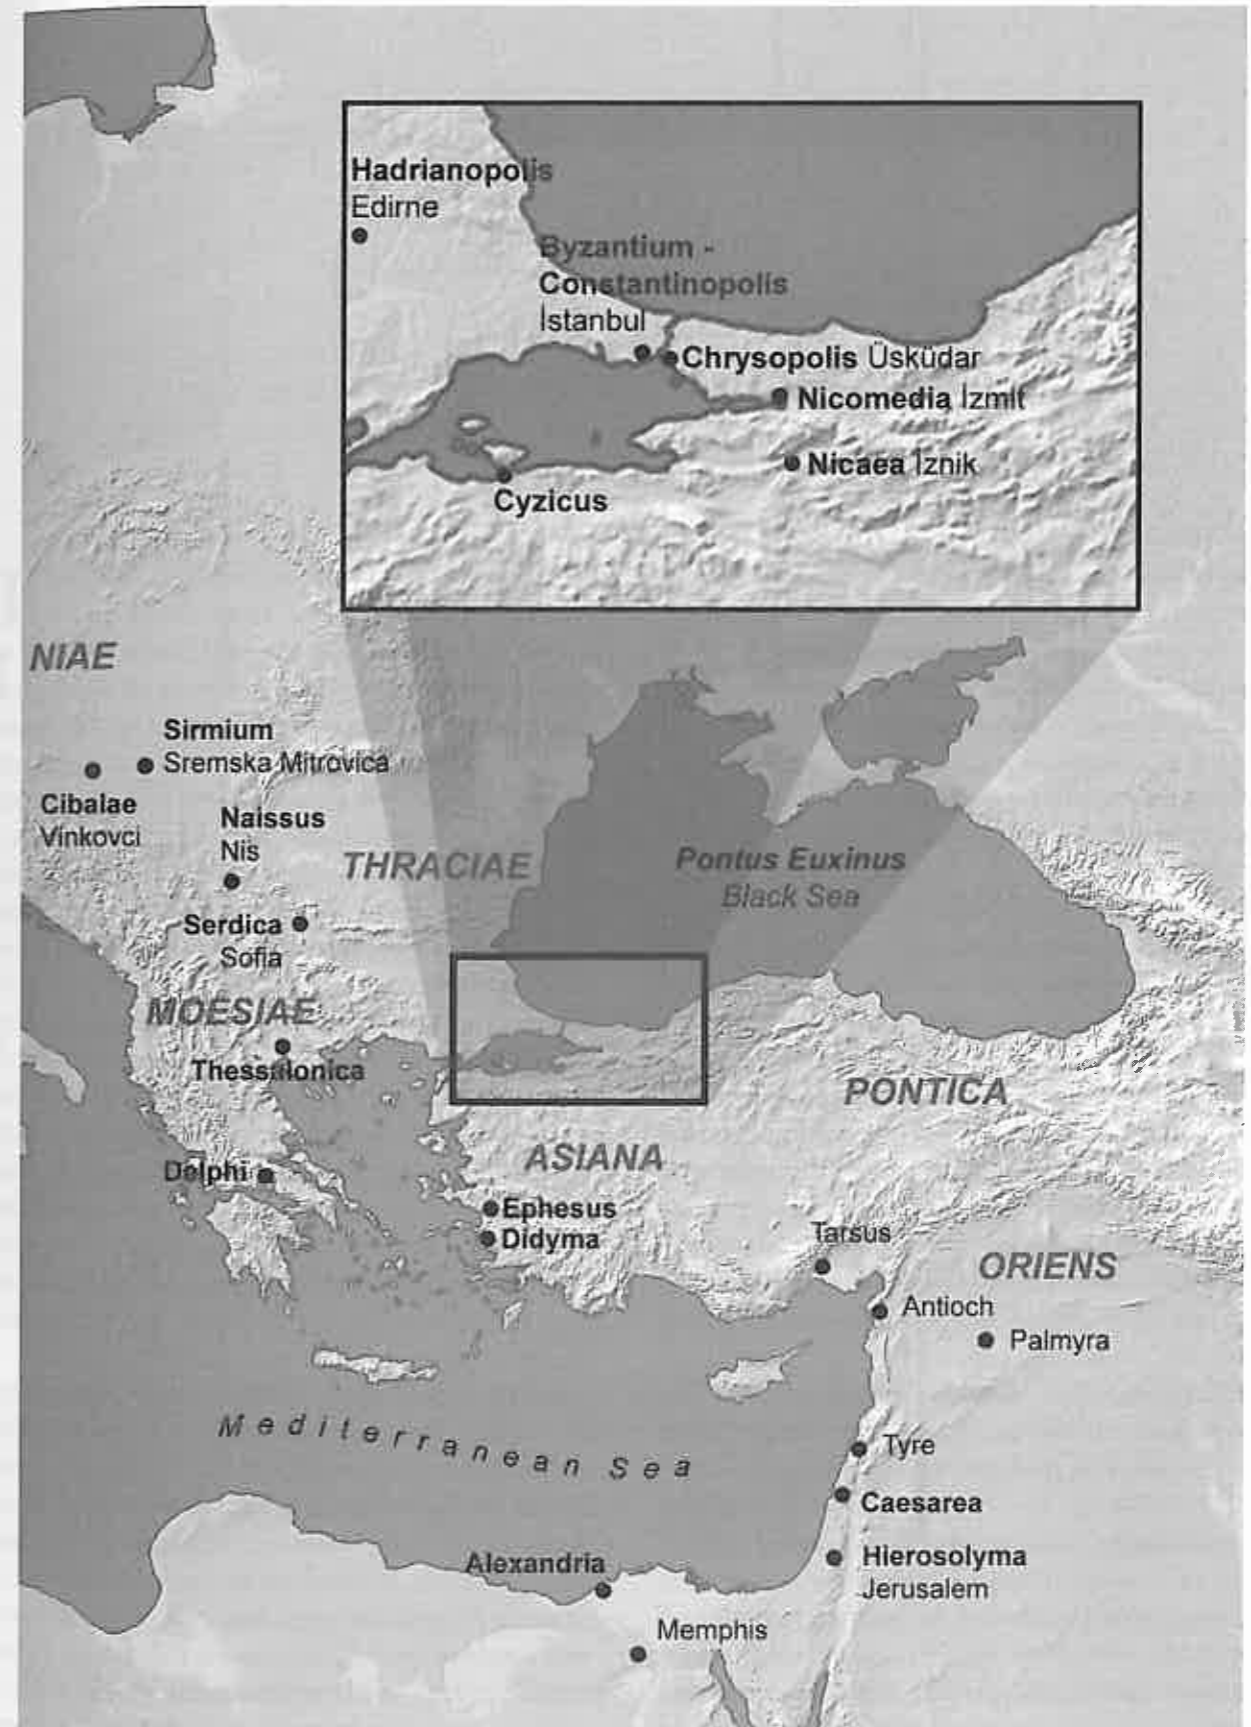 Hadrianopolis
Edirne
Byzantium -
Constantinopolis
İstanbul
Chrysopolis Üsküdar
Nicomedia İzmit
Nicaea İznik
Cyzicus
NIAE
Sirmium
Sremska Mitrovica
Cibalae
Vinkovci
Naissus
Nis
THRACIAE
Pontus Euxinus
Black Sea
Serdica
Sofia
MOESIAE
Thessalonica
PONTICA
ASIANA
Delphi
Ephesus
Didyma
Tarsus
ORIENS
Antioch
Palmyra
Mediterranean Sea
Tyre
Caesarea
Alexandria
Hierosolyma
Jerusalem
Memphis